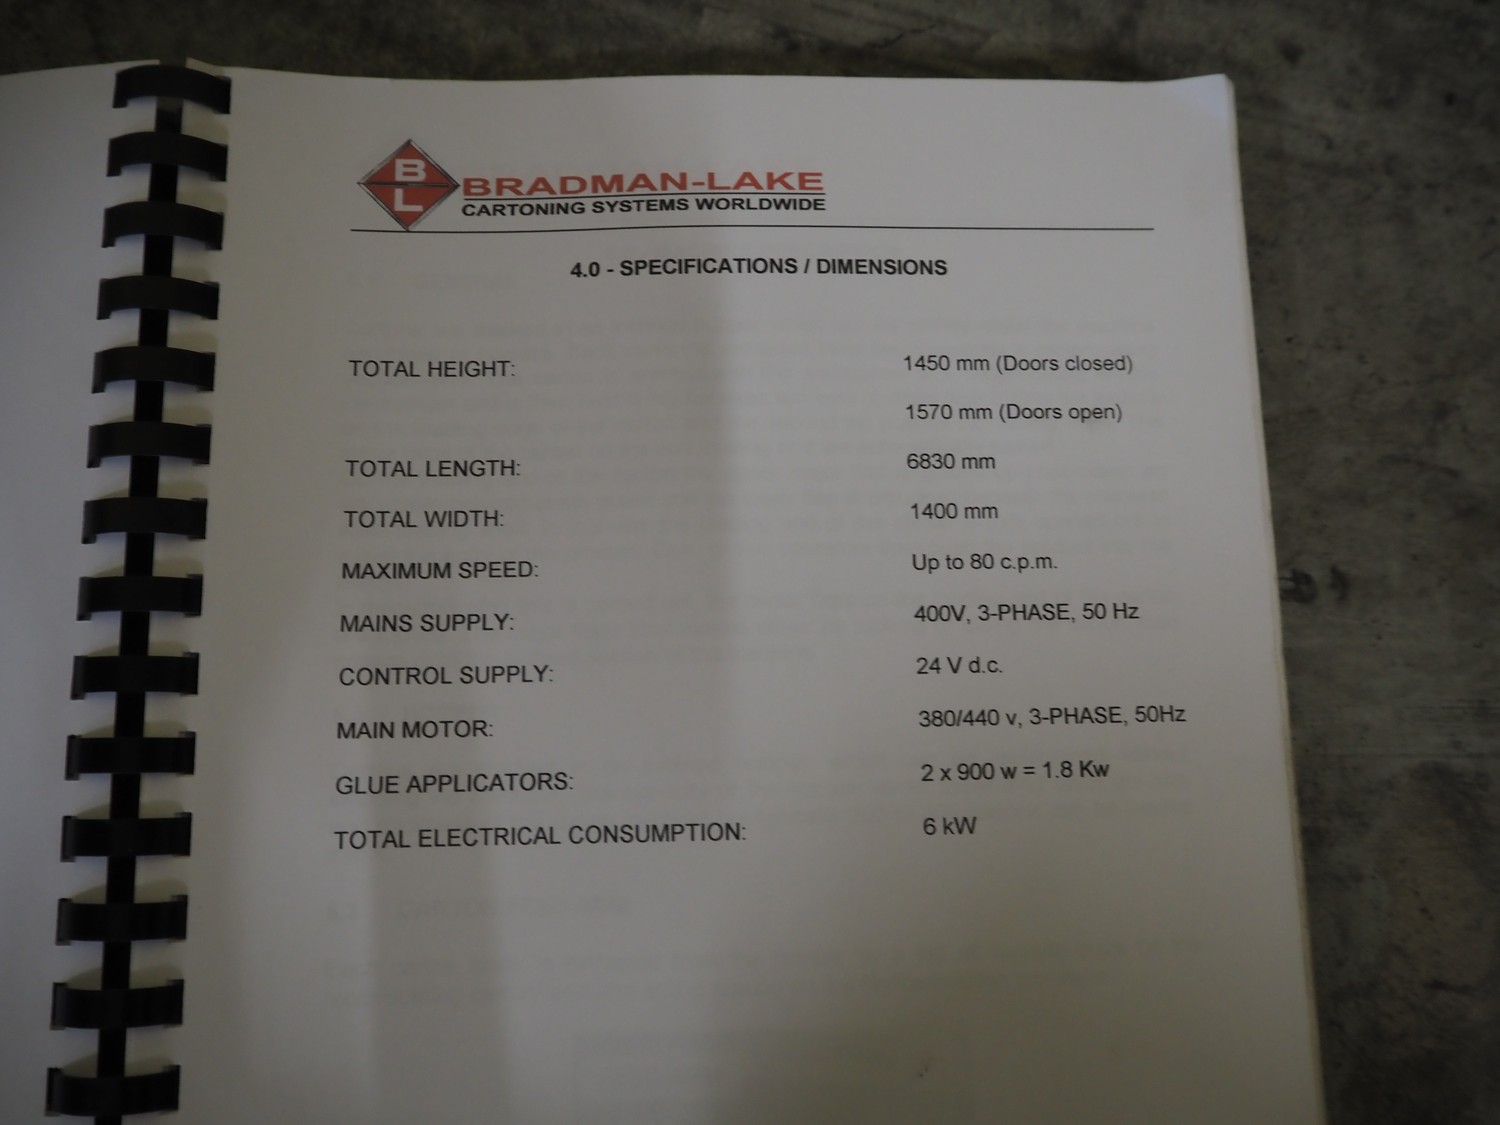 B
L
BRADMAN-LAKE
CARTONING SYSTEMS WORLDWIDE
4.0 - SPECIFICATIONS / DIMENSIONS
TOTAL HEIGHT: 1450 mm (Doors closed)
1570 mm (Doors open)
TOTAL LENGTH: 6830 mm
TOTAL WIDTH: 1400 mm
MAXIMUM SPEED: Up to 80 c.p.m.
MAINS SUPPLY: 400V, 3-PHASE, 50 Hz
CONTROL SUPPLY: 24 V d.c.
MAIN MOTOR: 380/440 v, 3-PHASE, 50Hz
GLUE APPLICATORS: 2 x 900 w = 1.8 Kw
TOTAL ELECTRICAL CONSUMPTION: 6 kW